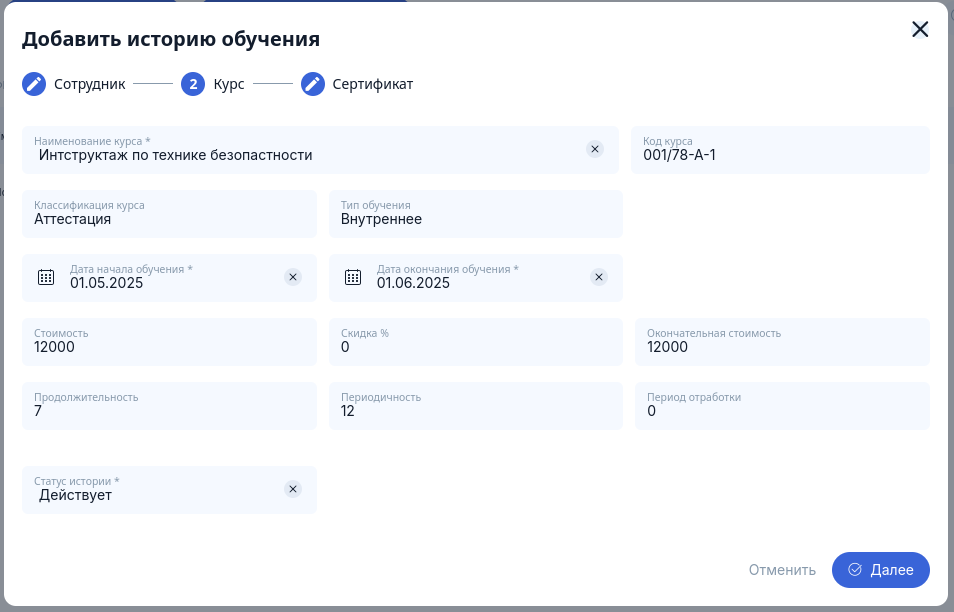 Добавить историю обучения
Сотрудник 2 Курс Сертификат
Наименование курса * Код курса
Интструктаж по технике безопастности 001/78-A-1
Классификация курса Тип обучения
Аттестация Внутреннее
Дата начала обучения * Дата окончания обучения *
01.05.2025 01.06.2025
Стоимость Скидка % Окончательная стоимость
12000 0 12000
Продолжительность Периодичность Период отработки
7 12 0
Статус истории *
Действует
Отменить Далее